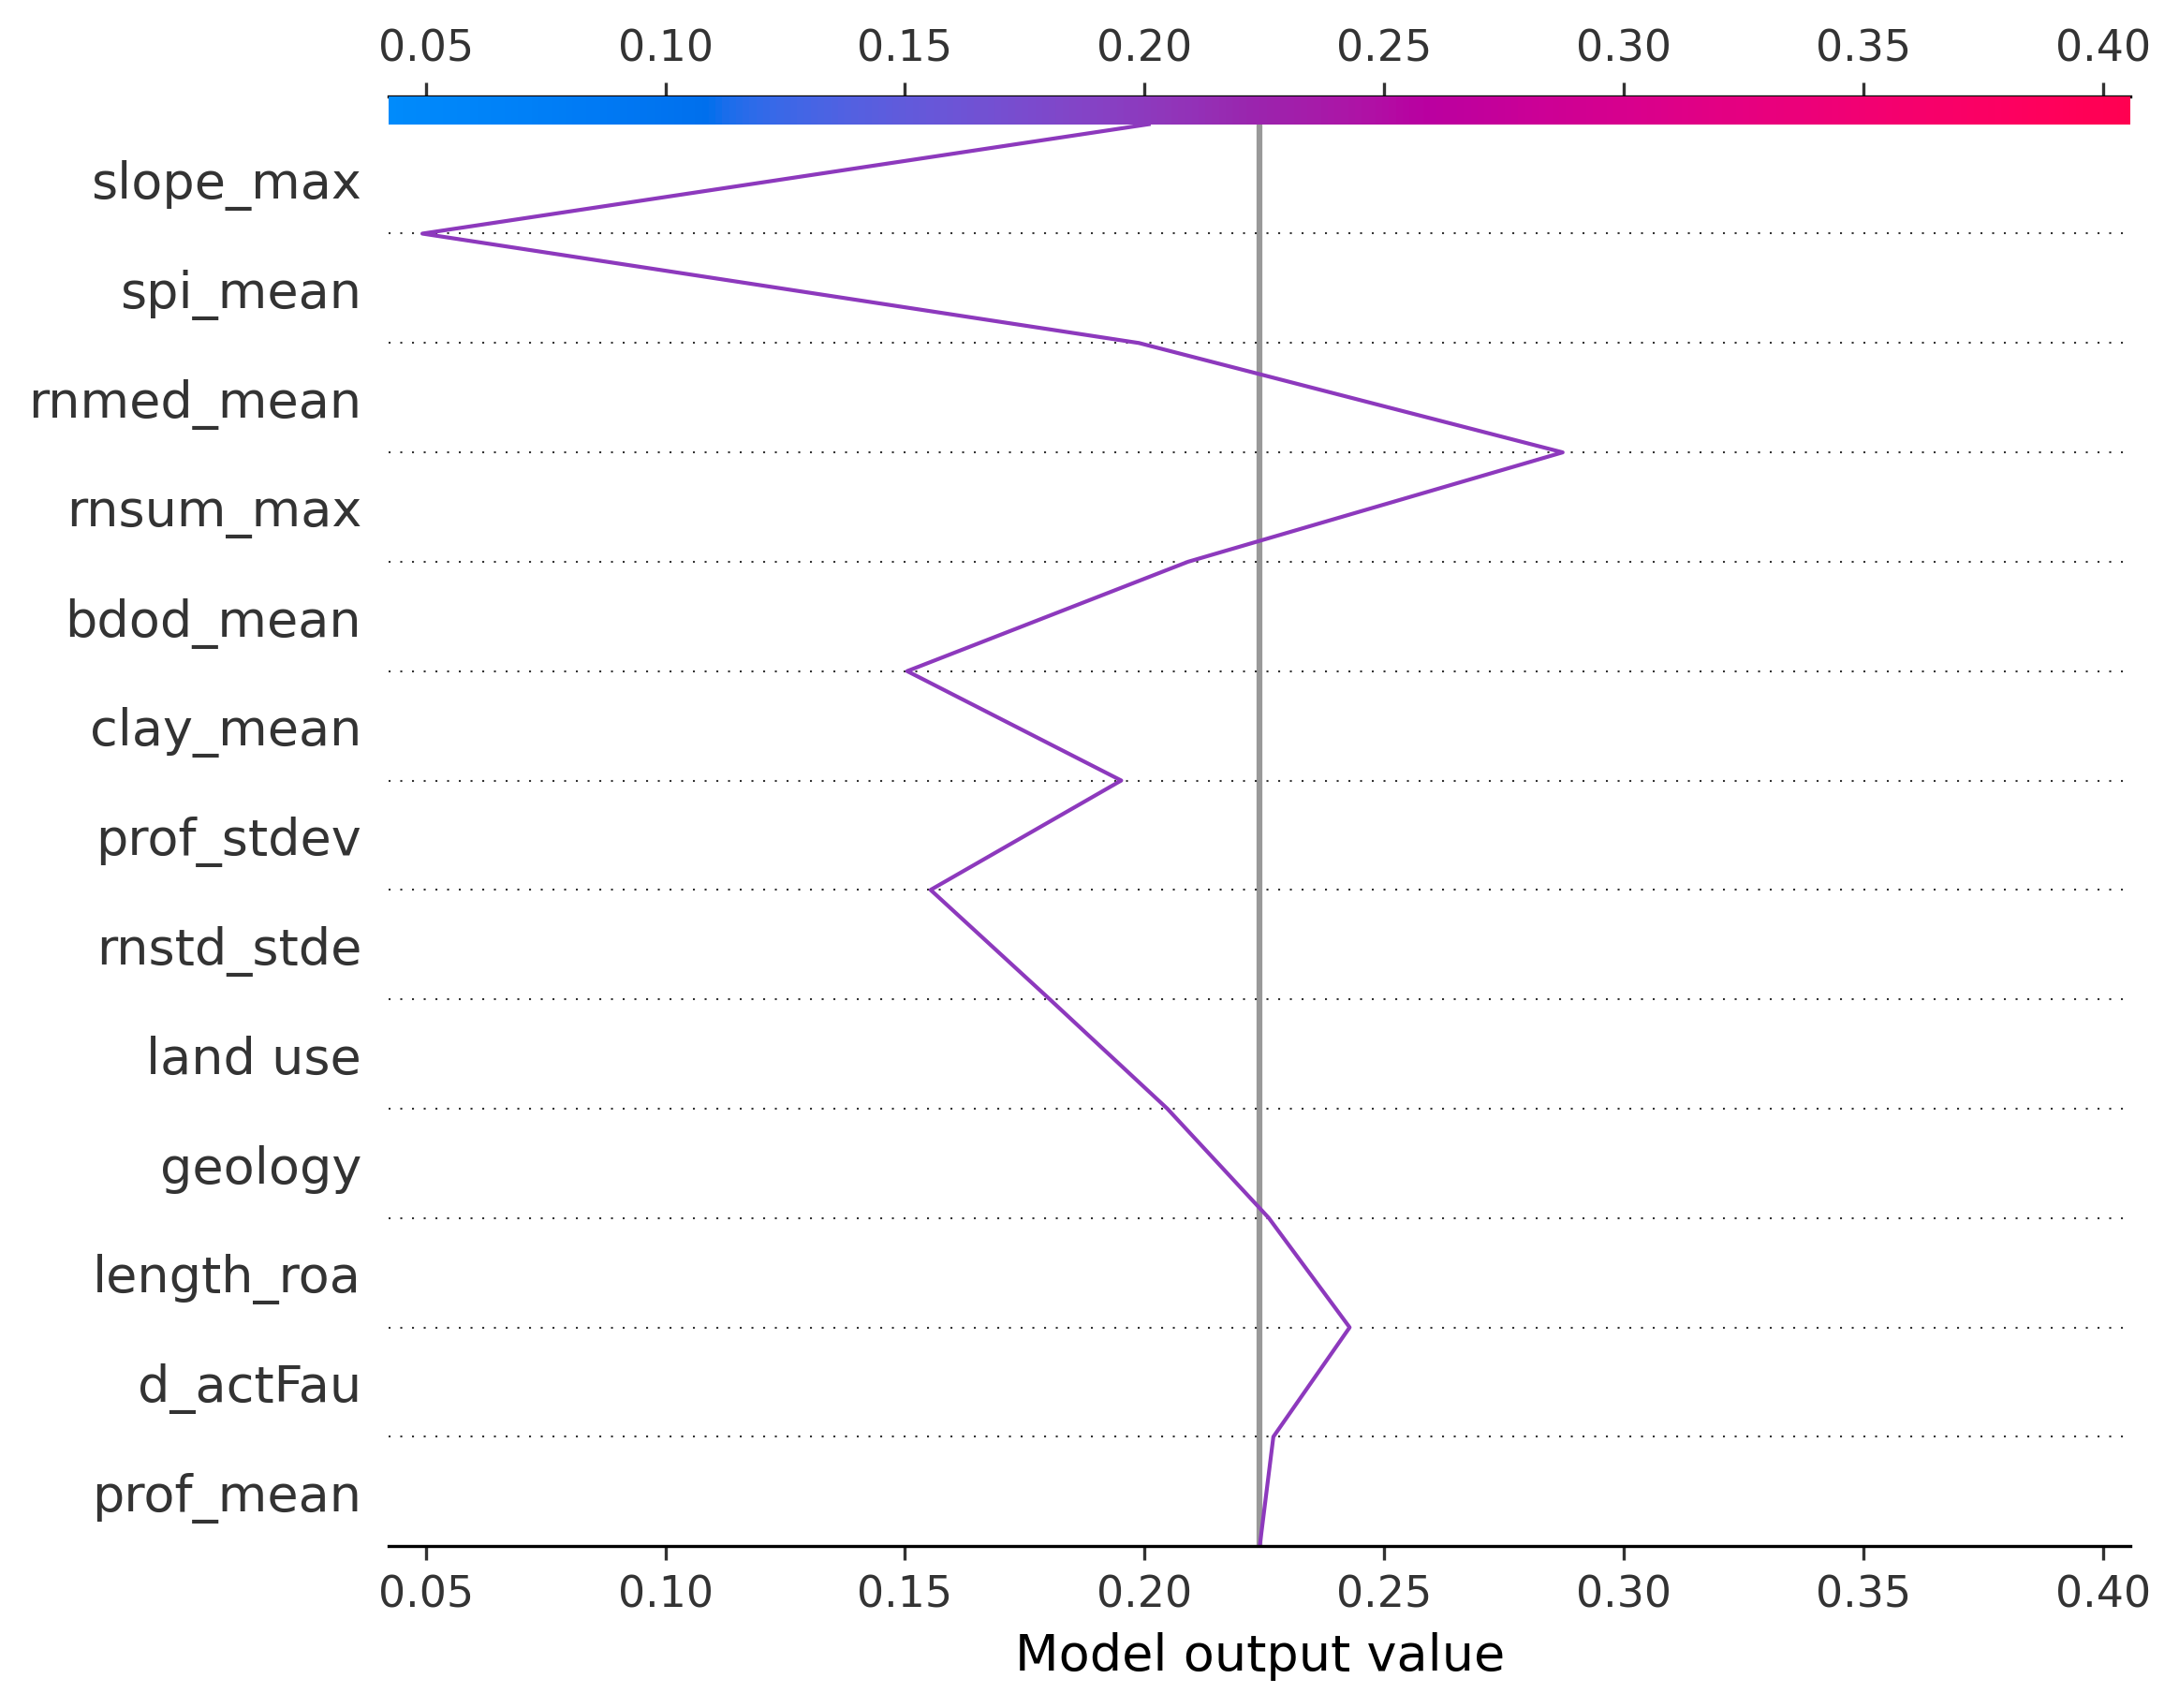 0.05 0.10 0.15 0.20 0.25 0.30 0.35 0.40
slope_max
spi_mean
rnmed_mean
rnsum_max
bdod_mean
clay_mean
prof_stdev
rnstd_stde
land use
geology
length_roa
d_actFau
prof_mean
0.05 0.10 0.15 0.20 0.25 0.30 0.35 0.40
Model output value